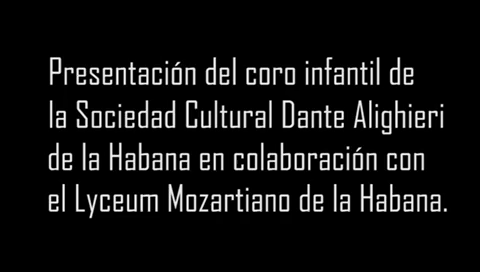 Presentación del coro infantil de
la Sociedad Cultural Dante Alighieri
de la Habana en colaboración con
el Lyceum Mozartiano de la Habana.